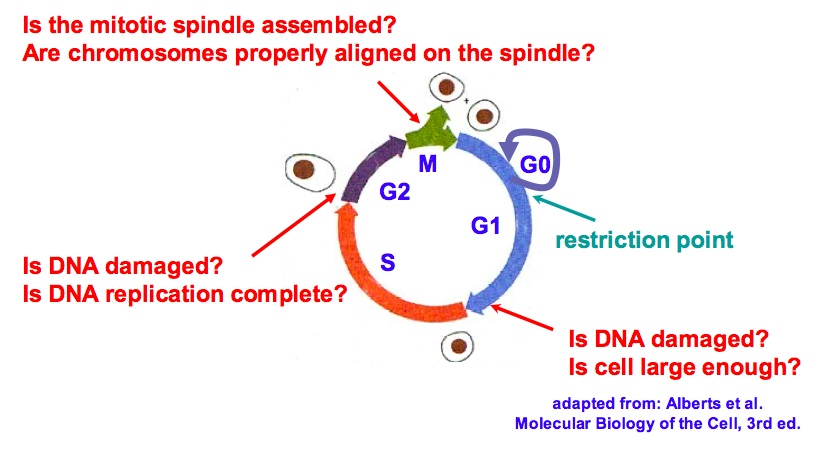 Is the mitotic spindle assembled?
Are chromosomes properly aligned on the spindle?
+
M
G0
G2
G1
restriction point
S
Is DNA damaged?
Is DNA replication complete?
Is DNA damaged?
Is cell large enough?
adapted from: Alberts et al.
Molecular Biology of the Cell, 3rd ed.